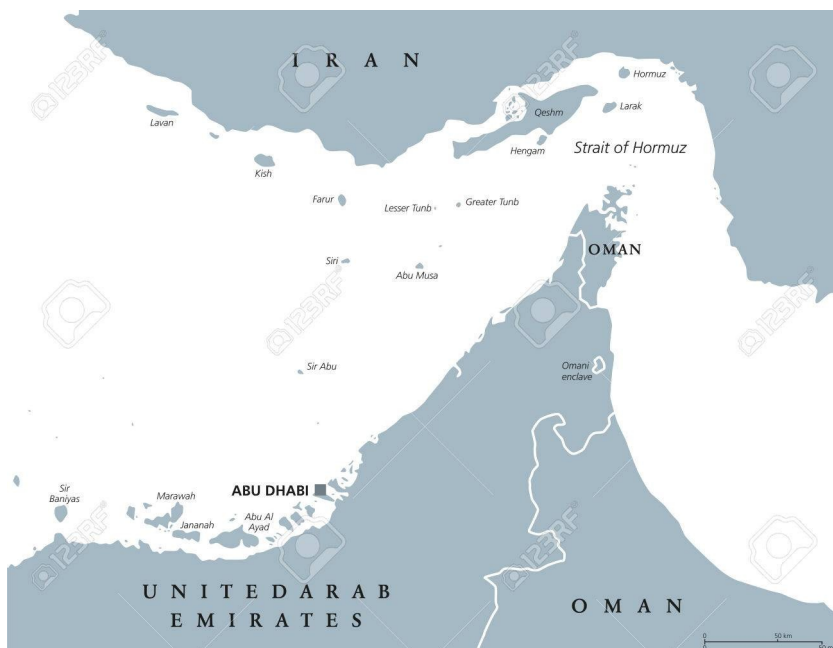 IRAN
Hormuz
Lavan
Qeshm
Larak
Hengam
Strait of Hormuz
Kish
Farur
Lesser Tunb
Greater Tunb
OMAN
Siri
Abu Musa
Sir Abu
Omani
enclave
ABU DHABI
Sir
Baniyas
Marawah
Jananah
Abu Al
Ayad
UNITEDARAB
EMIRATES
OMAN
0
50 km
123RF